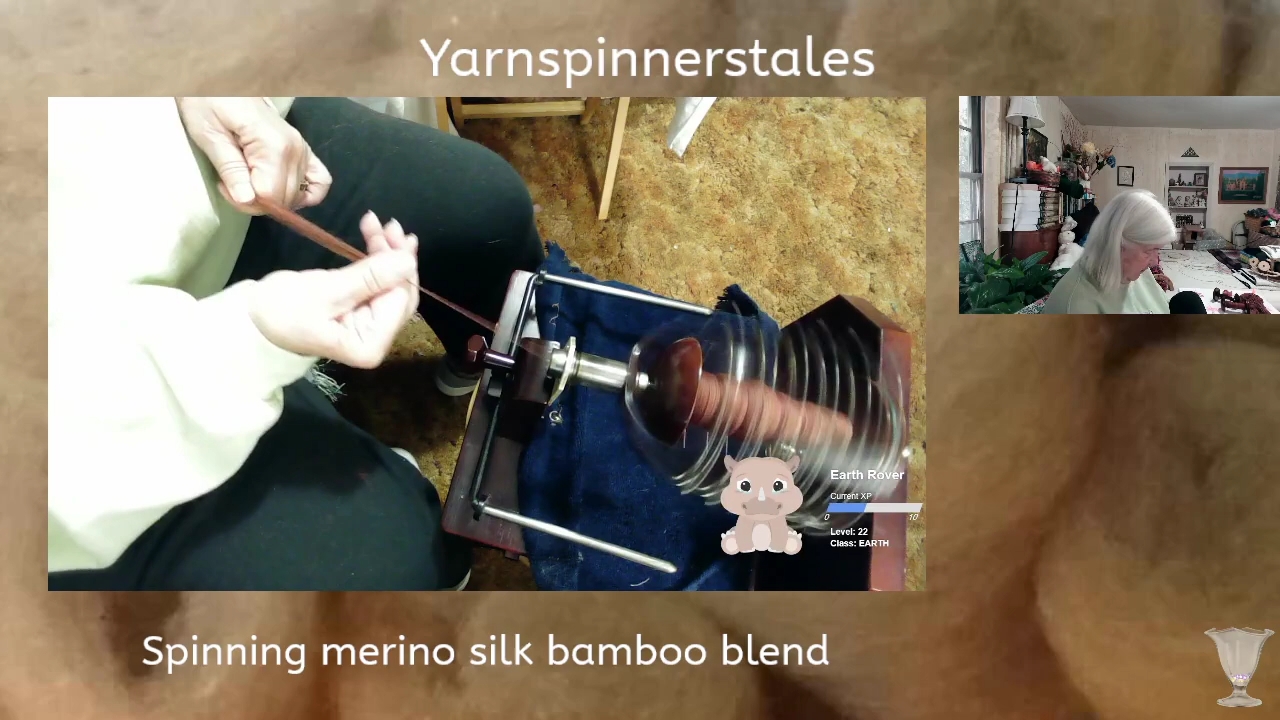 Yarnspinnerstales
Earth Rover
Current XP
0 10
Level: 22
Class: EARTH
Spinning merino silk bamboo blend